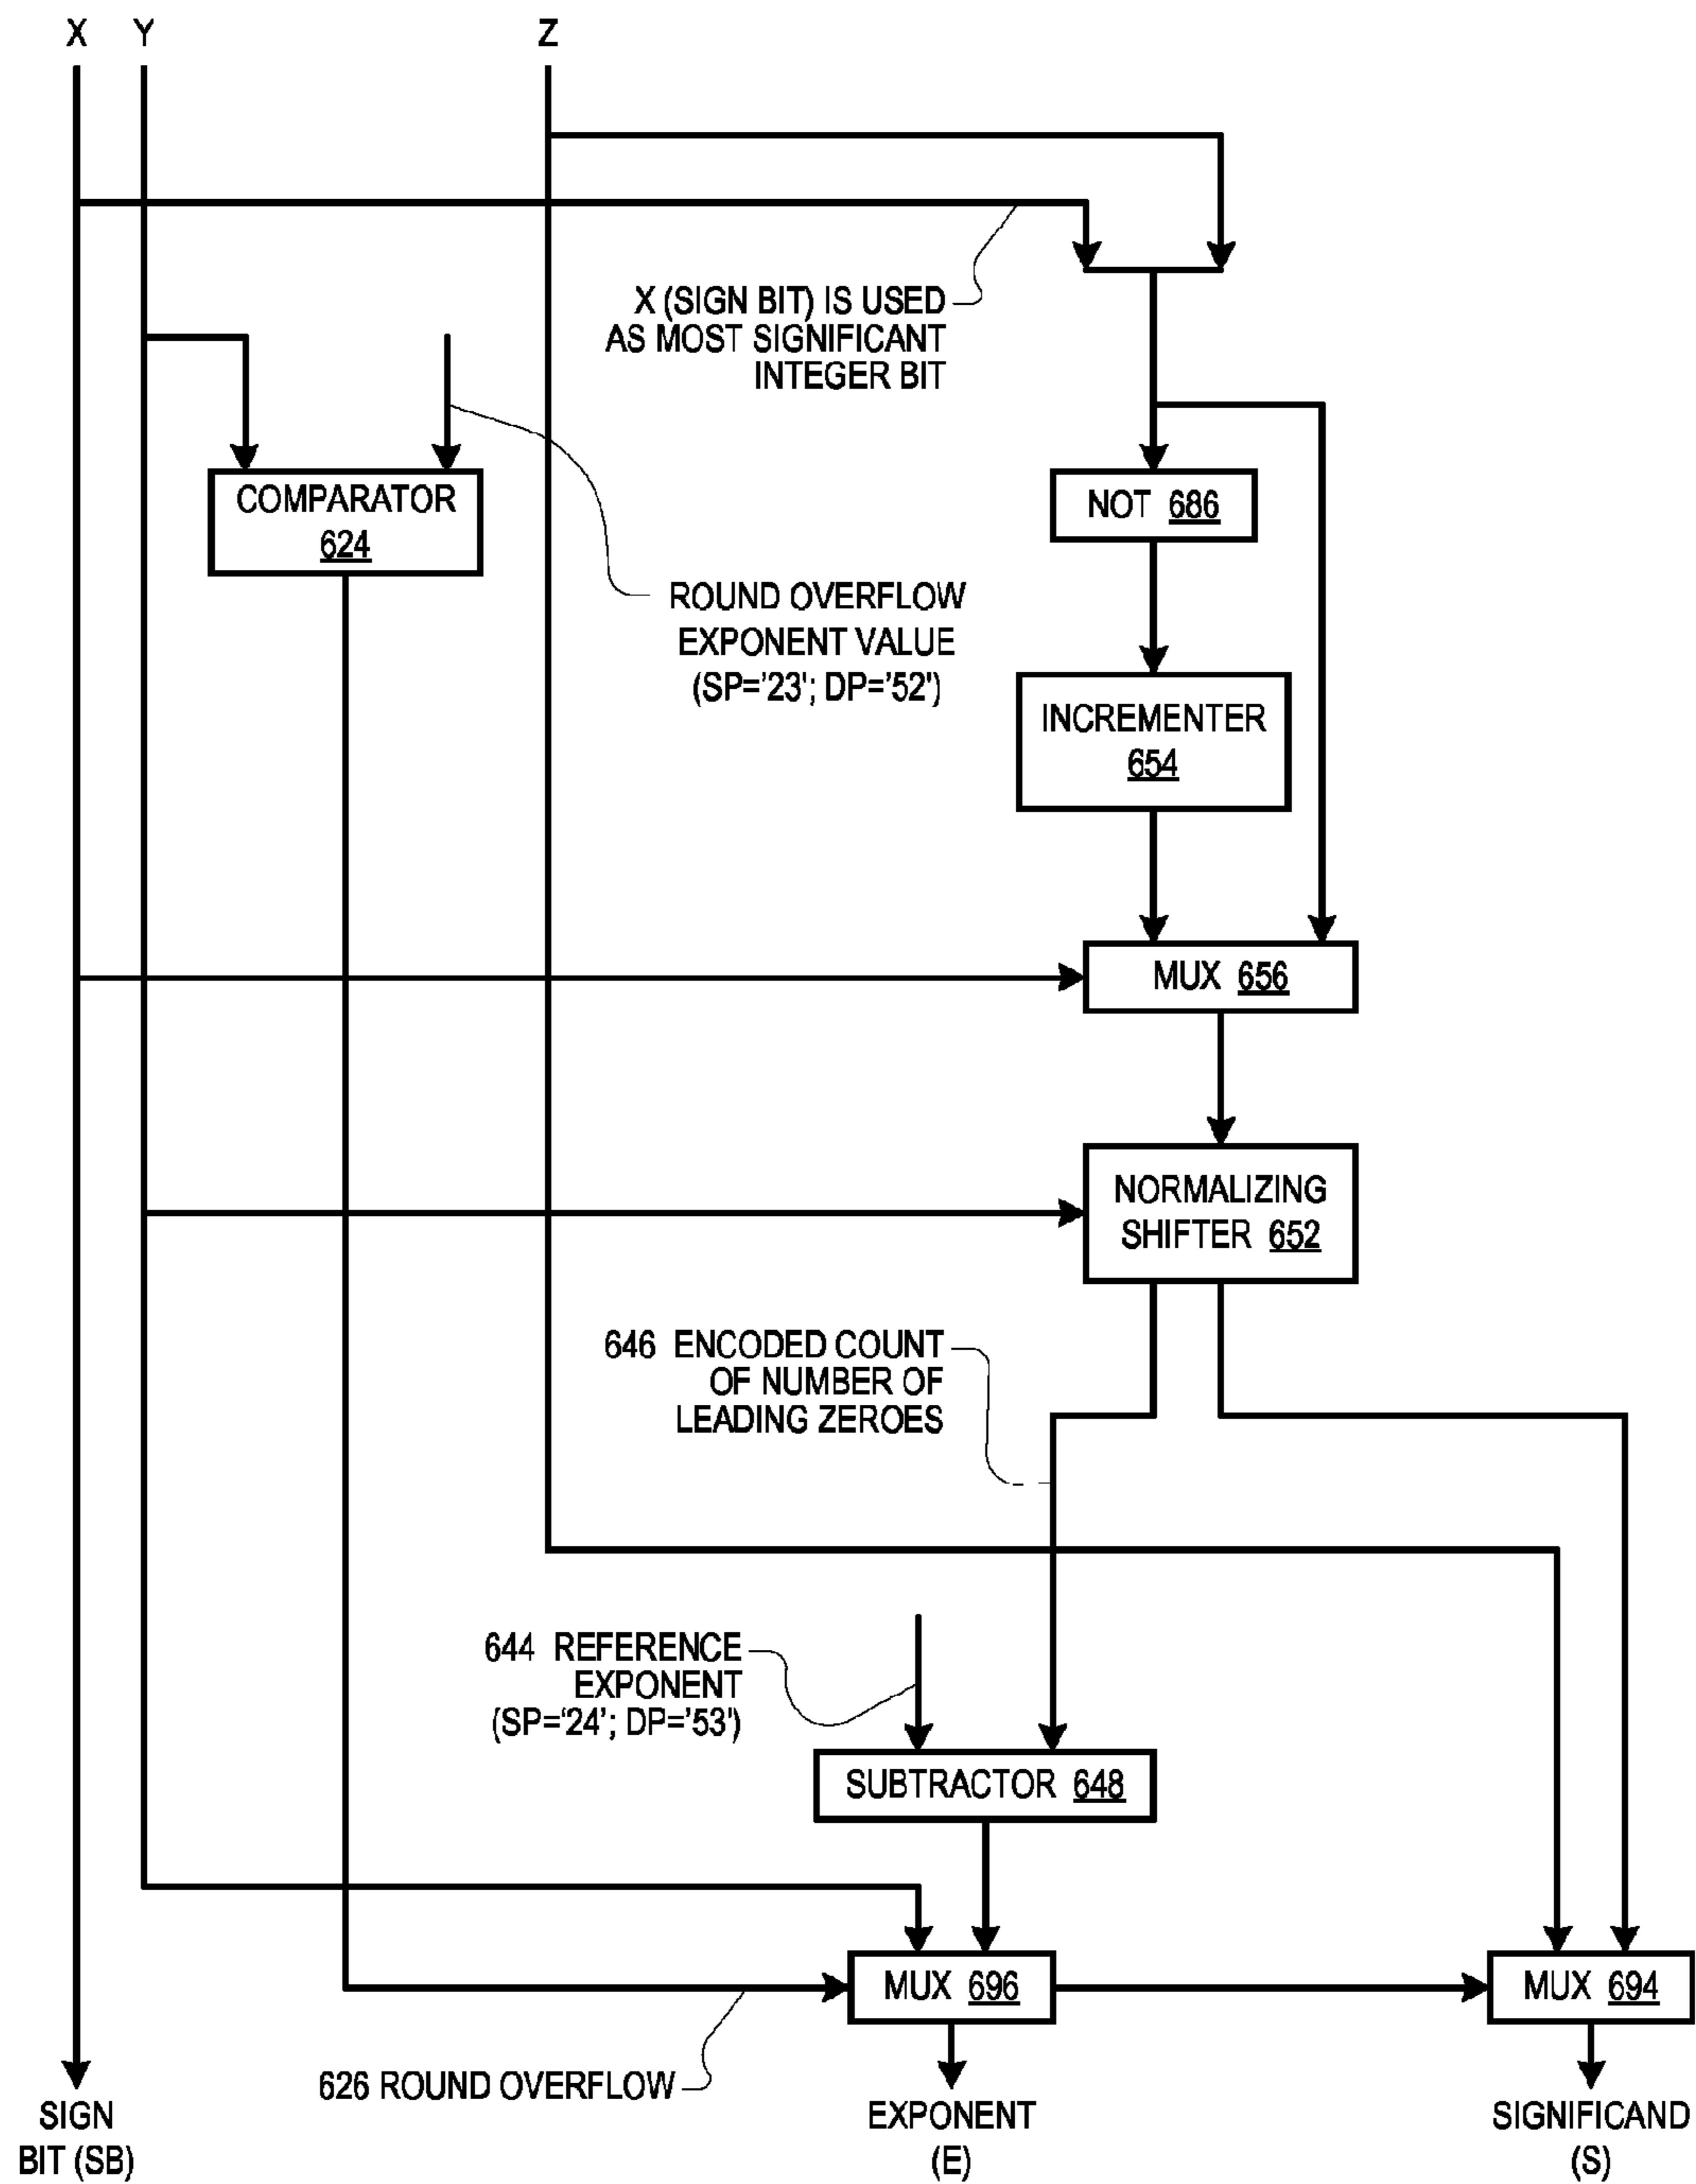 X Y Z
X (SIGN BIT) IS USED
AS MOST SIGNIFICANT
INTEGER BIT
COMPARATOR
624
NOT 686
ROUND OVERFLOW
EXPONENT VALUE
(SP='23'; DP='52')
INCREMENTER
654
MUX 656
NORMALIZING
SHIFTER 652
646 ENCODED COUNT
OF NUMBER OF
LEADING ZEROES
644 REFERENCE
EXPONENT
(SP=‘24’; DP=’53’)
SUBTRACTOR 648
MUX 696
MUX 694
626 ROUND OVERFLOW
SIGN
BIT (SB)
EXPONENT
(E)
SIGNIFICAND
(S)